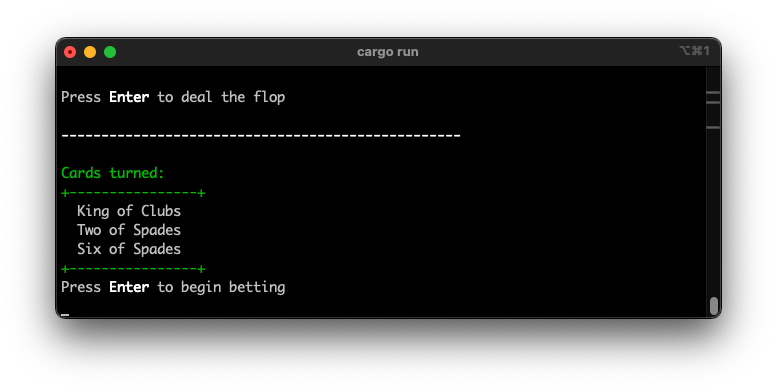 cargo run
⌥⌘1
Press Enter to deal the flop
--------------------------------------------------
Cards turned:
+----------------+
King of Clubs
Two of Spades
Six of Spades
+----------------+
Press Enter to begin betting
_